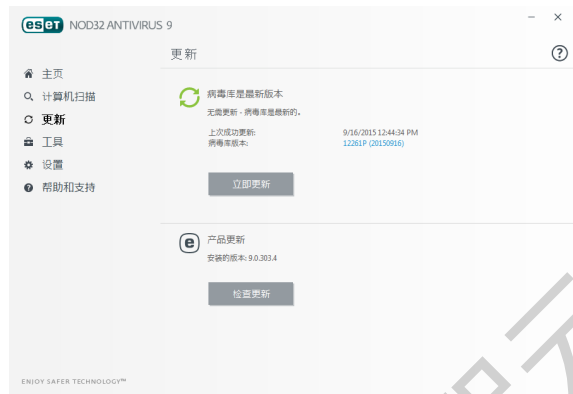 eset NOD32 ANTIVIRUS 9
更新
主页
计算机扫描
更新
工具
设置
帮助和支持
病毒库是最新版本
无需更新 - 病毒库是最新的。
上次成功更新: 9/16/2015 12:44:34 PM
病毒库版本: 12261P (20150916)
立即更新
产品更新
安装的版本: 9.0.303.4
检查更新
ENJOY SAFER TECHNOLOGY™